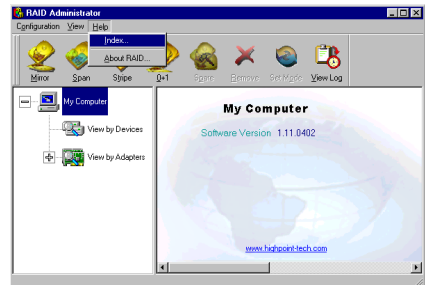 RAID Administrator
Configuration View Help
Index...
About RAID...
Mirror Span Stripe 0+1 Spare Remove Set Mode View Log
My Computer
View by Devices
View by Adapters
My Computer
Software Version 1.11.0402
www.highpoint-tech.com